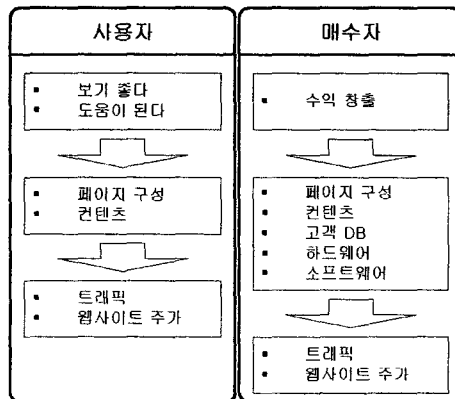 사용자
▪ 보기 좋다
▪ 도움이 된다
▪ 페이지 구성
▪ 컨텐츠
▪ 트래픽
▪ 웹사이트 주가
매수자
▪ 수익 창출
▪ 페이지 구성
▪ 컨텐츠
▪ 고객 DB
▪ 하드웨어
▪ 소프트웨어
▪ 트래픽
▪ 웹사이트 주가